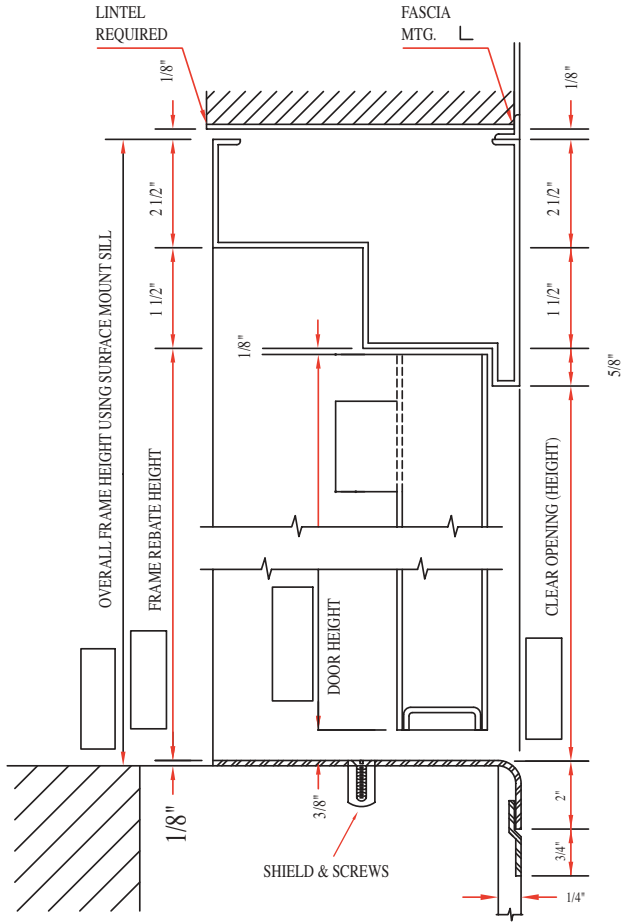 LINTEL
REQUIRED
FASCIA
MTG.
1/8"
1/8"
2 1/2"
2 1/2"
1 1/2"
1 1/2"
1/8"
5/8"
OVERALL FRAME HEIGHT USING SURFACE MOUNT SILL
FRAME REBATE HEIGHT
DOOR HEIGHT
CLEAR OPENING (HEIGHT)
1/8"
3/8"
2"
3/4"
1/4"
SHIELD & SCREWS